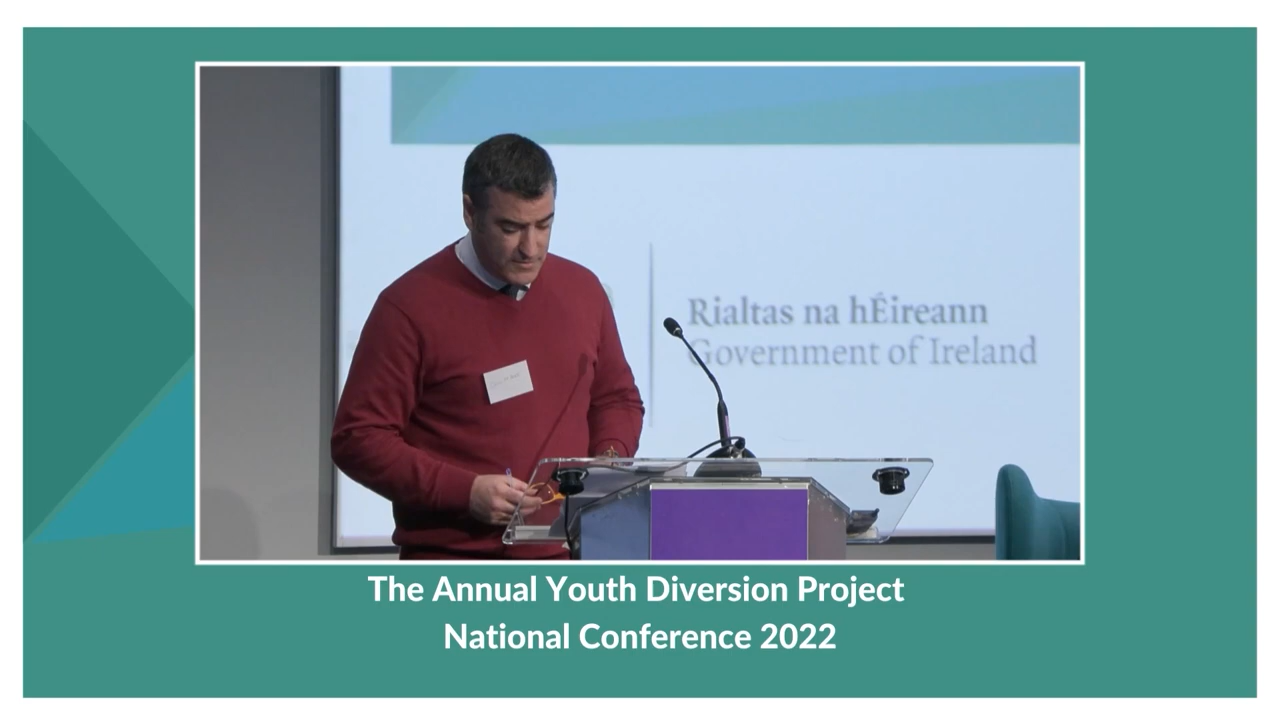 Rialtas na hÉireann
Government of Ireland
The Annual Youth Diversion Project
National Conference 2022